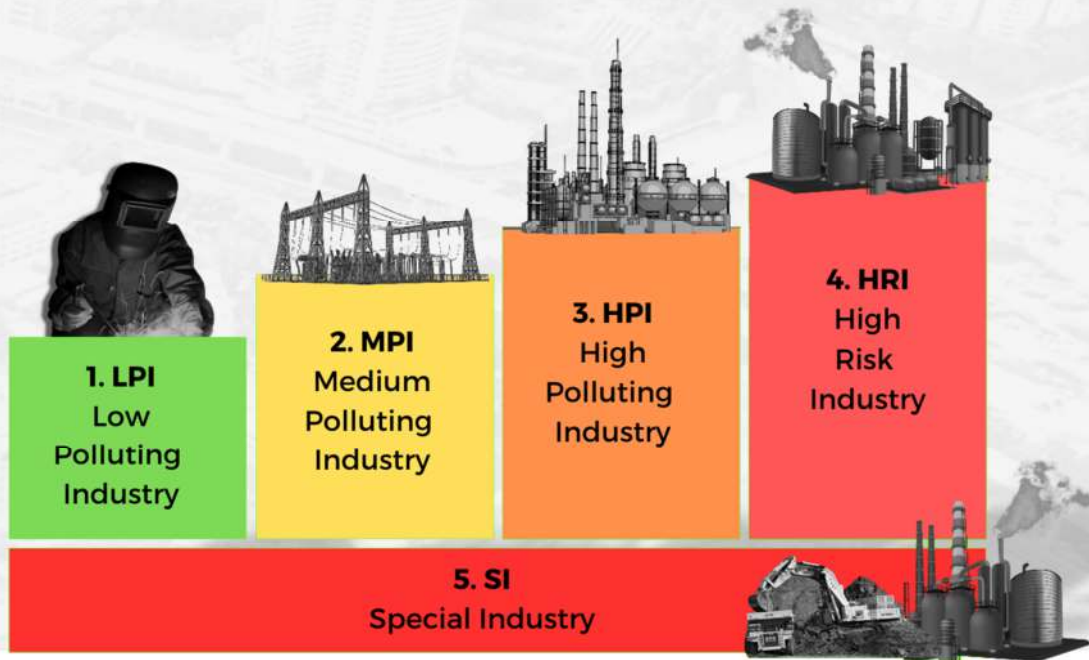 1. LPI
Low
Polluting
Industry
2. MPI
Medium
Polluting
Industry
3. HPI
High
Polluting
Industry
4. HRI
High
Risk
Industry
5. SI
Special Industry